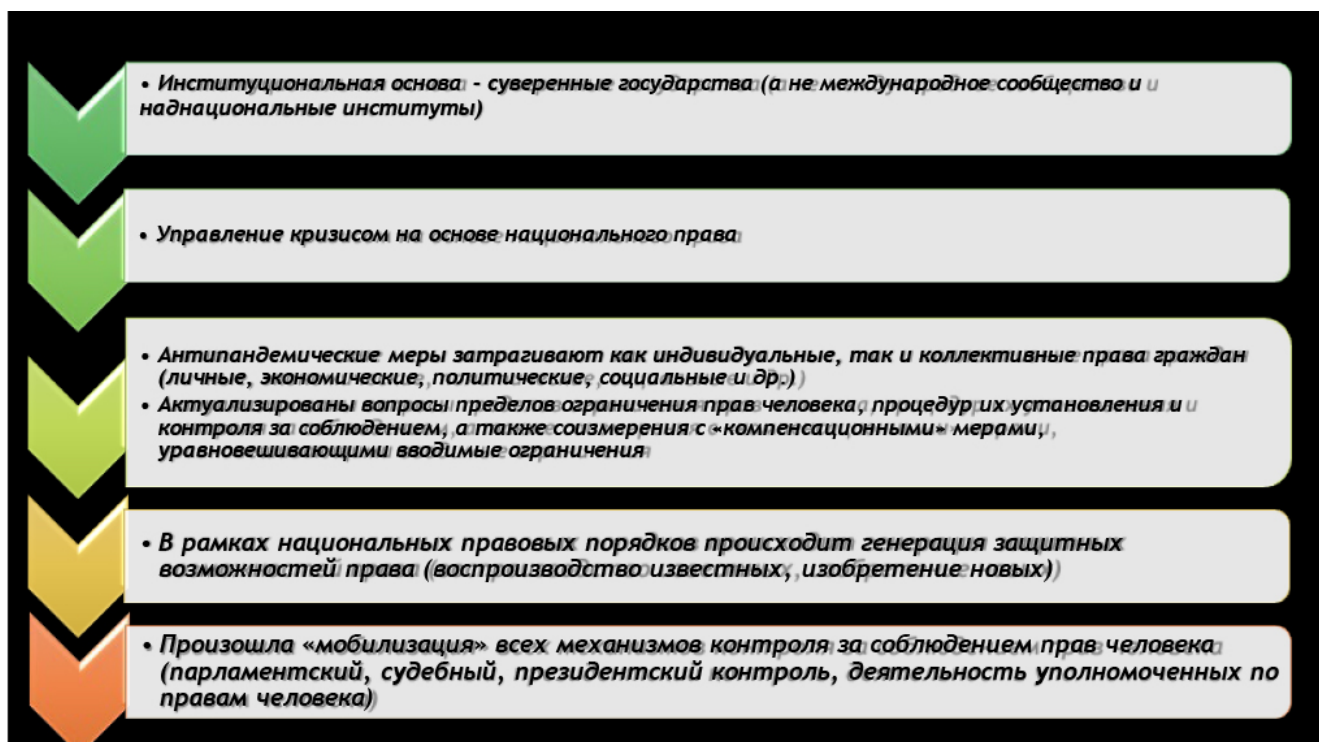 • Институциональная основа - суверенные государства (а не международное сообщество и
наднациональные институты)
• Управление кризисом на основе национального права
• Антипандемические меры затрагивают как индивидуальные, так и коллективные права граждан
(личные, экономические, политические, социальные и др.)
• Актуализированы вопросы пределов ограничения прав человека, процедур их установления и
контроля за соблюдением, а также соизмерения с «компенсационными» мерами,
уравновешивающими вводимые ограничения
• В рамках национальных правовых порядков происходит генерация защитных
возможностей права (воспроизводство известных, изобретение новых)
• Произошла «мобилизация» всех механизмов контроля за соблюдением прав человека
(парламентский, судебный, президентский контроль, деятельность уполномоченных по
правам человека)